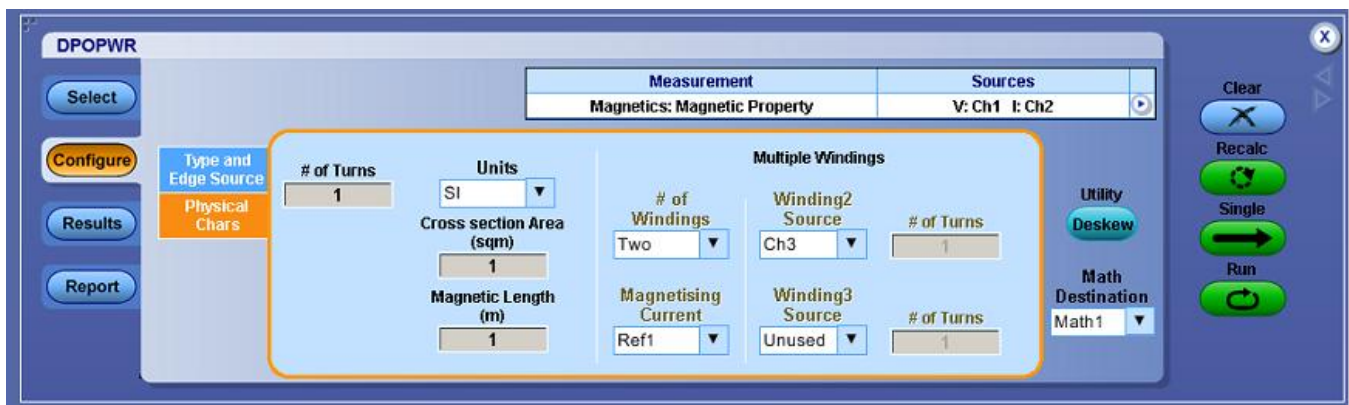 DPOPWR
Select
Configure
Results
Report
Measurement Sources
Magnetics: Magnetic Property V: Ch1 I: Ch2
Type and
Edge Source
Physical
Chars
# of Turns
1
Units
SI
Cross section Area
(sqm)
1
Magnetic Length
(m)
1
Multiple Windings
# of
Windings
Two
Winding2
Source
Ch3
# of Turns
1
Magnetising
Current
Ref1
Winding3
Source
Unused
# of Turns
1
Utility
Deskew
Math
Destination
Math1
X
Clear
Recalc
Single
Run